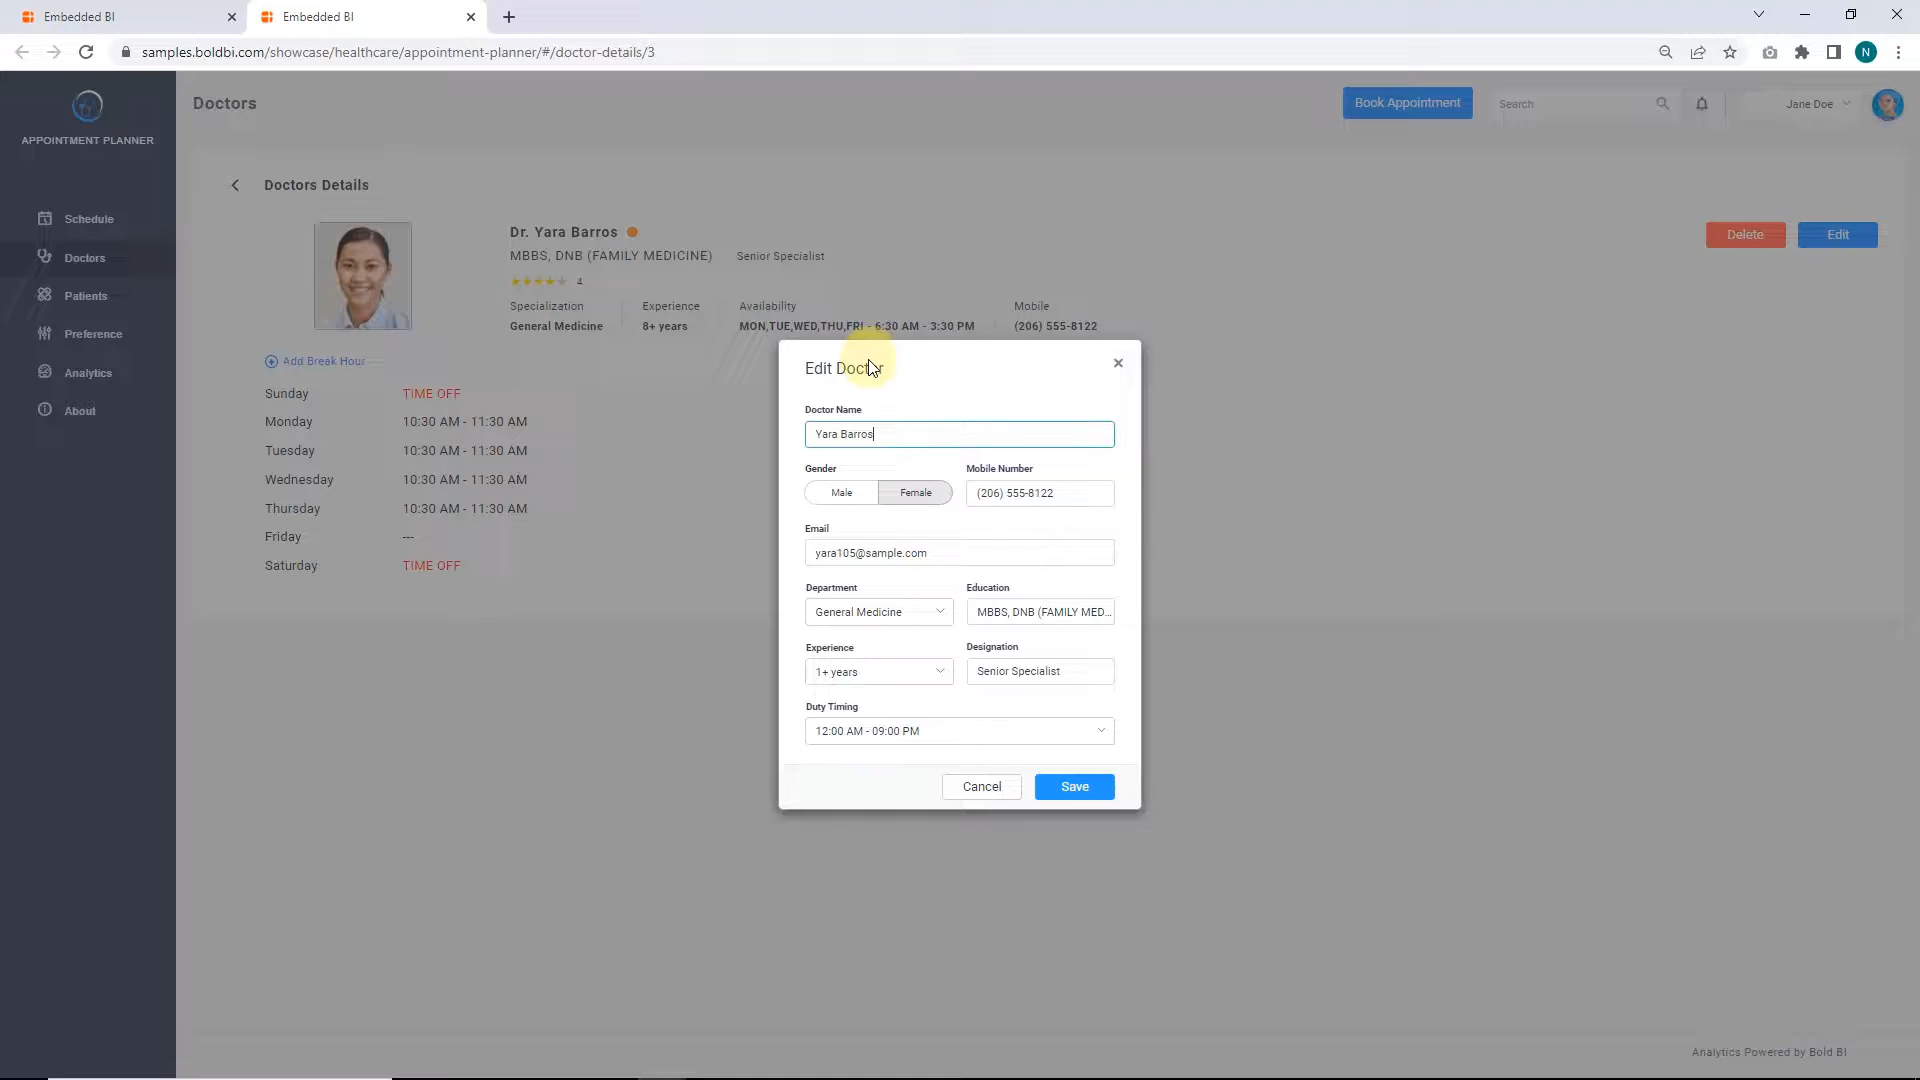 Embedded BI
Embedded BI
samples.boldbi.com/showcase/healthcare/appointment-planner/#/doctor-details/3
N
APPOINTMENT PLANNER
Schedule
Doctors
Patients
Preference
Analytics
About
Doctors
Book Appointment
Search
Jane Doe
Doctors Details
Delete
Edit
Dr. Yara Barros
MBBS, DNB (FAMILY MEDICINE) Senior Specialist
4
Specialization Experience Availability Mobile
General Medicine 8+ years MON,TUE,WED,THU,FRI - 6:30 AM - 3:30 PM (206) 555-8122
Add Break Hour
Sunday TIME OFF
Monday 10:30 AM - 11:30 AM
Tuesday 10:30 AM - 11:30 AM
Wednesday 10:30 AM - 11:30 AM
Thursday 10:30 AM - 11:30 AM
Friday ---
Saturday TIME OFF
Edit Doctor
Doctor Name
Yara Barros
Gender Mobile Number
Male Female (206) 555-8122
Email
yara105@sample.com
Department Education
General Medicine MBBS, DNB (FAMILY MED...
Experience Designation
1+ years Senior Specialist
Duty Timing
12:00 AM - 09:00 PM
Cancel Save
Analytics Powered by Bold BI